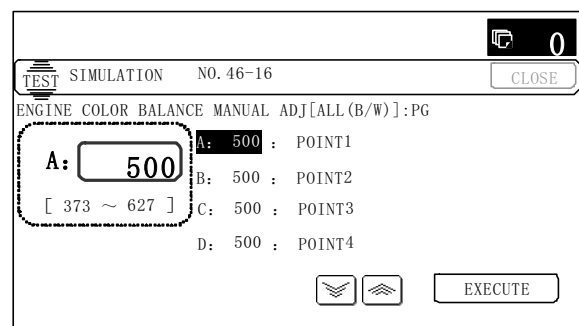 0
TEST SIMULATION NO.46-16 CLOSE
ENGINE COLOR BALANCE MANUAL ADJ[ALL(B/W)]:PG
A: 500
[ 373 ~ 627 ]
A: 500 : POINT1
B: 500 : POINT2
C: 500 : POINT3
D: 500 : POINT4
EXECUTE